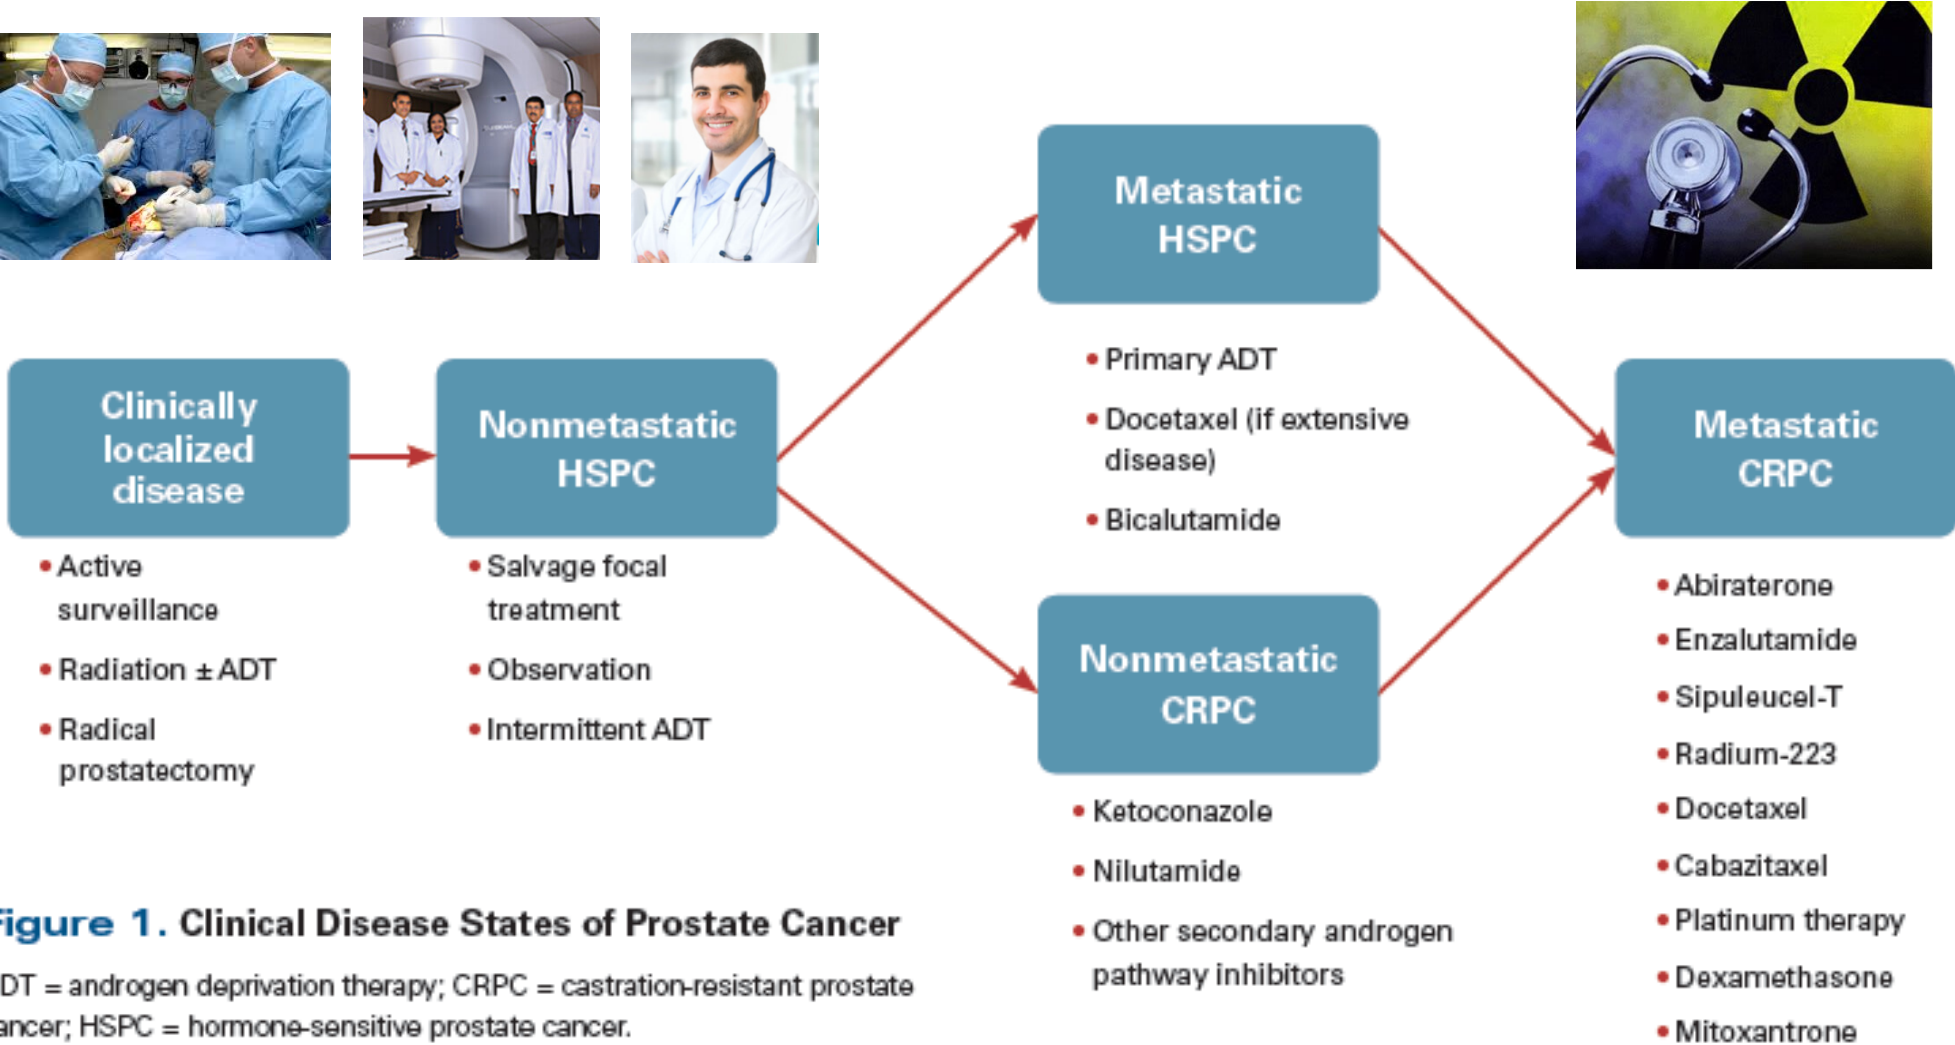 Clinically
localized
disease
• Active
surveillance
• Radiation ± ADT
• Radical
prostatectomy
Nonmetastatic
HSPC
• Salvage focal
treatment
• Observation
• Intermittent ADT
Metastatic
HSPC
• Primary ADT
• Docetaxel (if extensive
disease)
• Bicalutamide
Nonmetastatic
CRPC
• Ketoconazole
• Nilutamide
• Other secondary androgen
pathway inhibitors
Metastatic
CRPC
• Abiraterone
• Enzalutamide
• Sipuleucel-T
• Radium-223
• Docetaxel
• Cabazitaxel
• Platinum therapy
• Dexamethasone
• Mitoxantrone
Figure 1. Clinical Disease States of Prostate Cancer
DT = androgen deprivation therapy; CRPC = castration-resistant prostate
ancer; HSPC = hormone-sensitive prostate cancer.